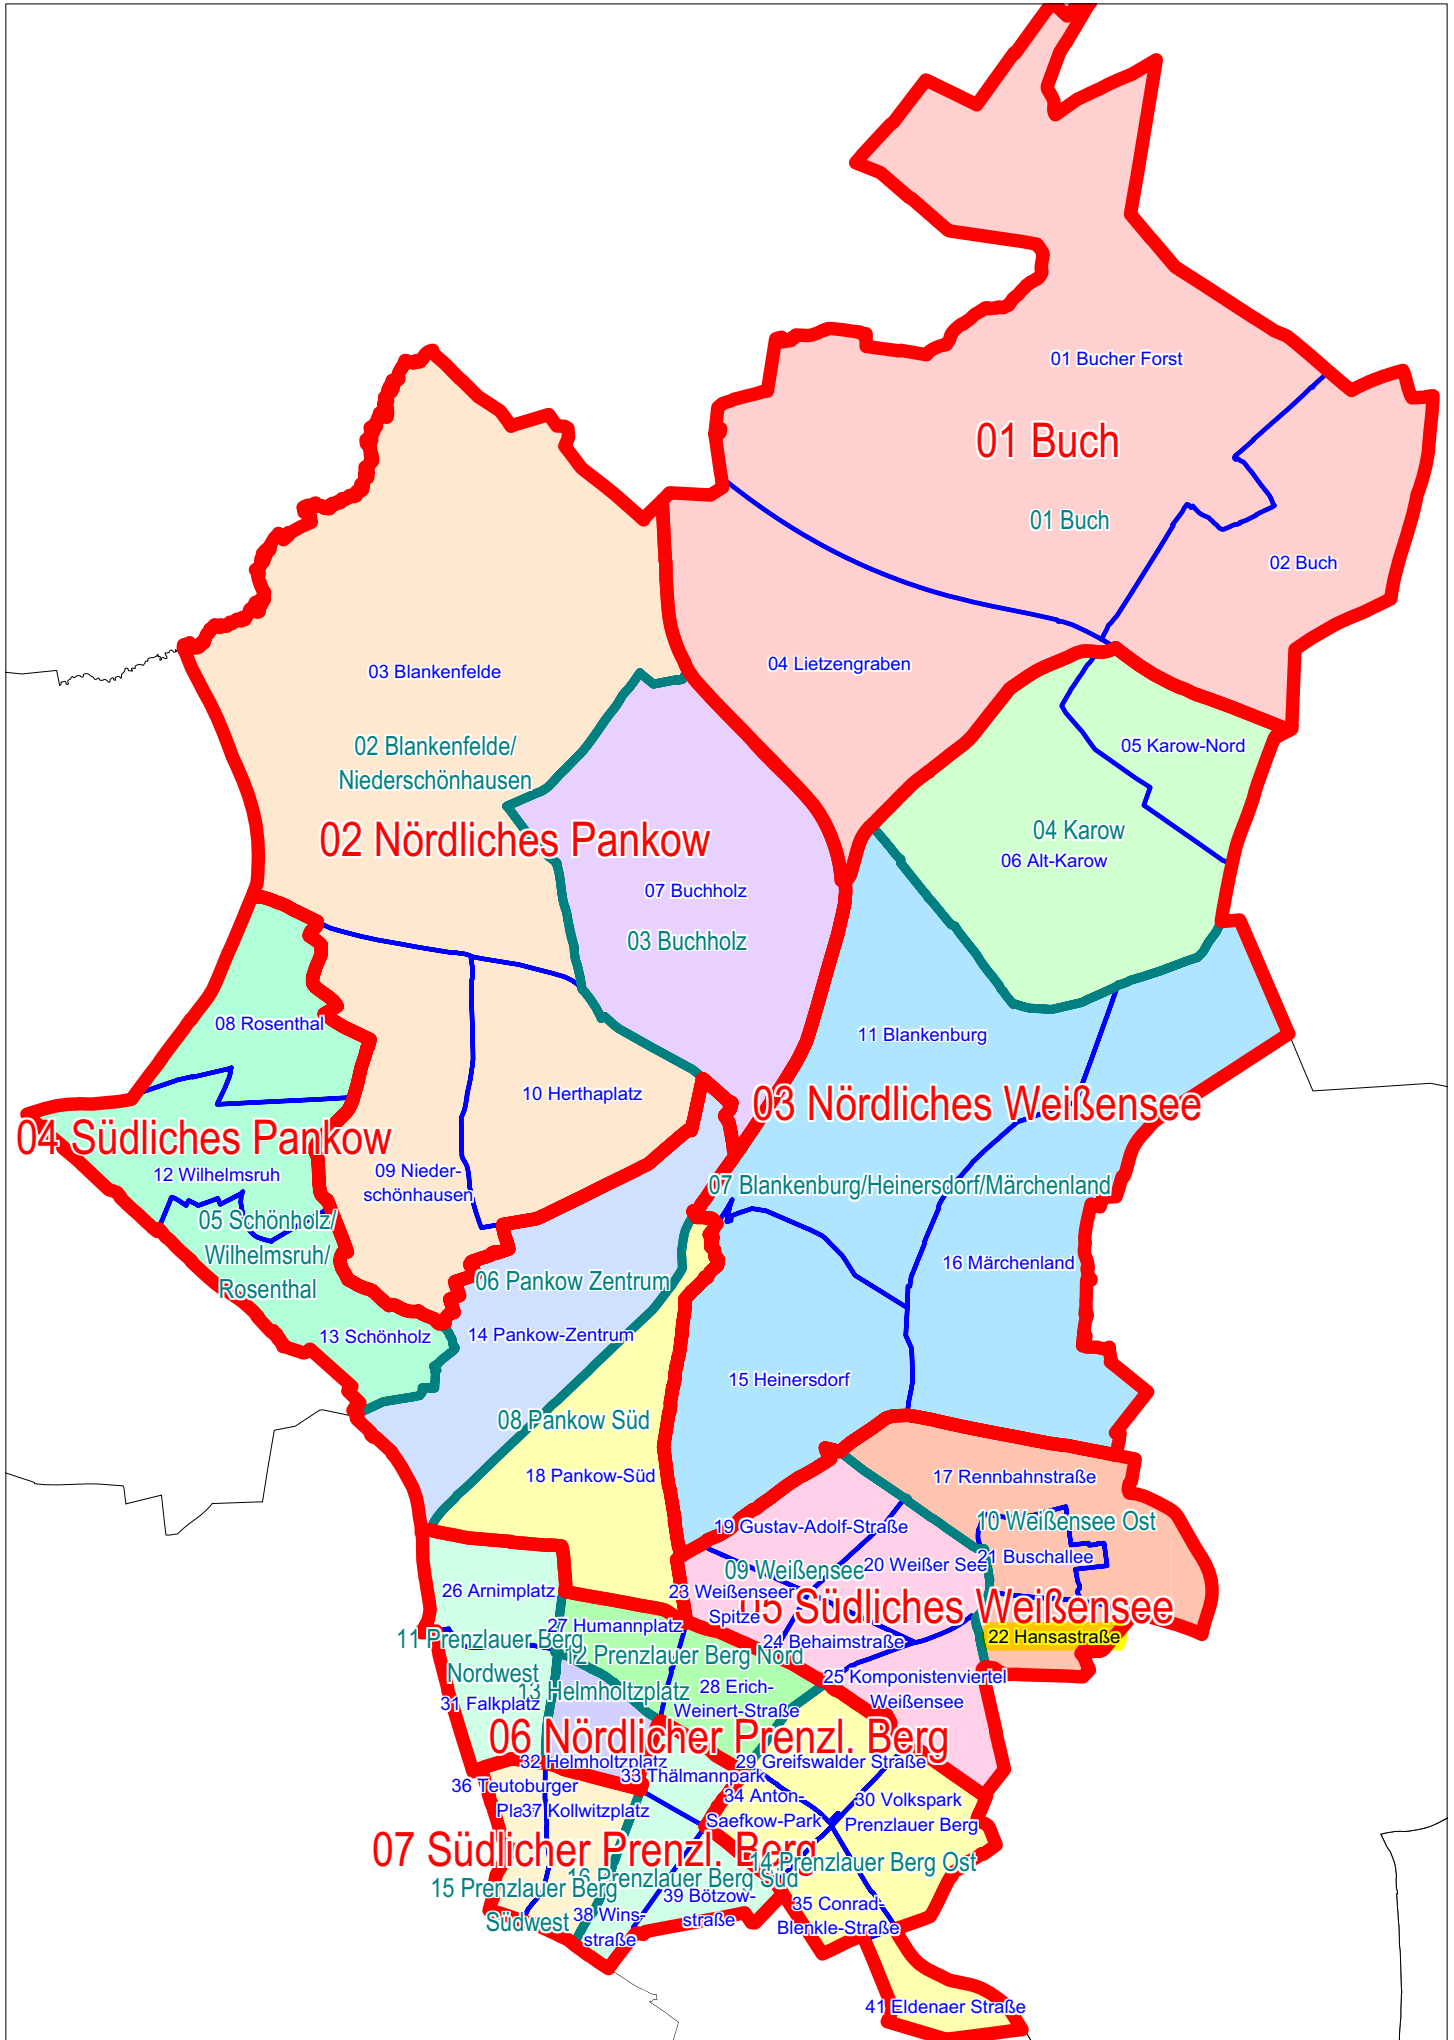 01 Bucher Forst
01 Buch
01 Buch
02 Buch
04 Lietzengraben
03 Blankenfelde
02 Blankenfelde/
Niederschönhausen
02 Nördliches Pankow
05 Karow-Nord
04 Karow
06 Alt-Karow
07 Buchholz
03 Buchholz
08 Rosenthal
11 Blankenburg
10 Herthaplatz
03 Nördliches Weißensee
04 Südliches Pankow
12 Wilhelmsruh
09 Nieder-
schönhausen
07 Blankenburg/Heinersdorf/Märchenland
05 Schönholz/
Wilhelmsruh/
Rosenthal
16 Märchenland
06 Pankow Zentrum
13 Schönholz
14 Pankow-Zentrum
15 Heinersdorf
08 Pankow Süd
18 Pankow-Süd
17 Rennbahnstraße
19 Gustav-Adolf-Straße
10 Weißensee Ost
21 Buschallee
20 Weißer See
09 Weißensee
26 Arnimplatz
23 Weißenseer
Spitze
05 Südliches Weißensee
27 Humannplatz
22 Hansastraße
24 Behaimstraße
11 Prenzlauer Berg
Nordwest
12 Prenzlauer Berg Nord
25 Komponistenviertel
Weißensee
13 Helmholtzplatz
28 Erich-
Weinert-Straße
31 Falkplatz
06 Nördlicher Prenzl. Berg
32 Helmholtzplatz
29 Greifswalder Straße
33 Thälmannpark
36 Teutoburger
Pla
37 Kollwitzplatz
34 Anton-
Saefkow-Park
30 Volkspark
Prenzlauer Berg
07 Südlicher Prenzl. Berg
14 Prenzlauer Berg Ost
16 Prenzlauer Berg Süd
15 Prenzlauer Berg
Südwest
39 Bötzow-
straße
38 Wins-
straße
35 Conrad-
Blenkle-Straße
41 Eldenaer Straße